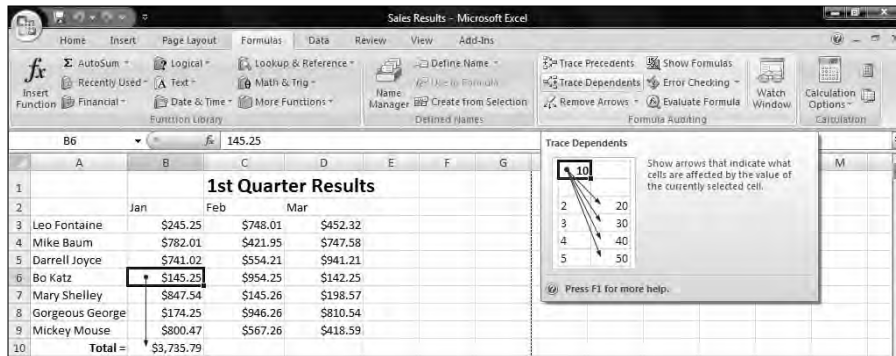 Sales Results - Microsoft Excel
Home Insert Page Layout Formulas Data Review View Add-Ins
fx
Insert Function
Σ AutoSum
Recently Used
Financial
Logical
Text
Date & Time
Lookup & Reference
Math & Trig
More Functions
Function Library
Name Manager
Define Name
Use in Formula
Create from Selection
Defined Names
Trace Precedents
Trace Dependents
Remove Arrows
Show Formulas
Error Checking
Evaluate Formula
Formula Auditing
Watch Window
Calculation Options
Calculation
B6 fx 145.25
A B C D E F G M
1 1st Quarter Results
2 Jan Feb Mar
3 Leo Fontaine $245.25 $748.01 $452.32
4 Mike Baum $782.01 $421.95 $747.58
5 Darrell Joyce $741.02 $554.21 $941.21
6 Bo Katz $145.25 $954.25 $142.25
7 Mary Shelley $847.54 $145.26 $198.57
8 Gorgeous George $174.25 $946.26 $810.54
9 Mickey Mouse $800.47 $567.26 $418.59
10 Total = $3,735.79
Trace Dependents
10
2 20
3 30
4 40
5 50
Show arrows that indicate what
cells are affected by the value of
the currently selected cell.
Press F1 for more help.